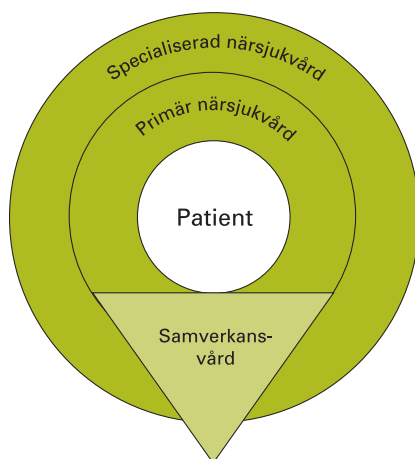 Specialiserad närsjukvård
Primär närsjukvård
Patient
Samverkans-
vård